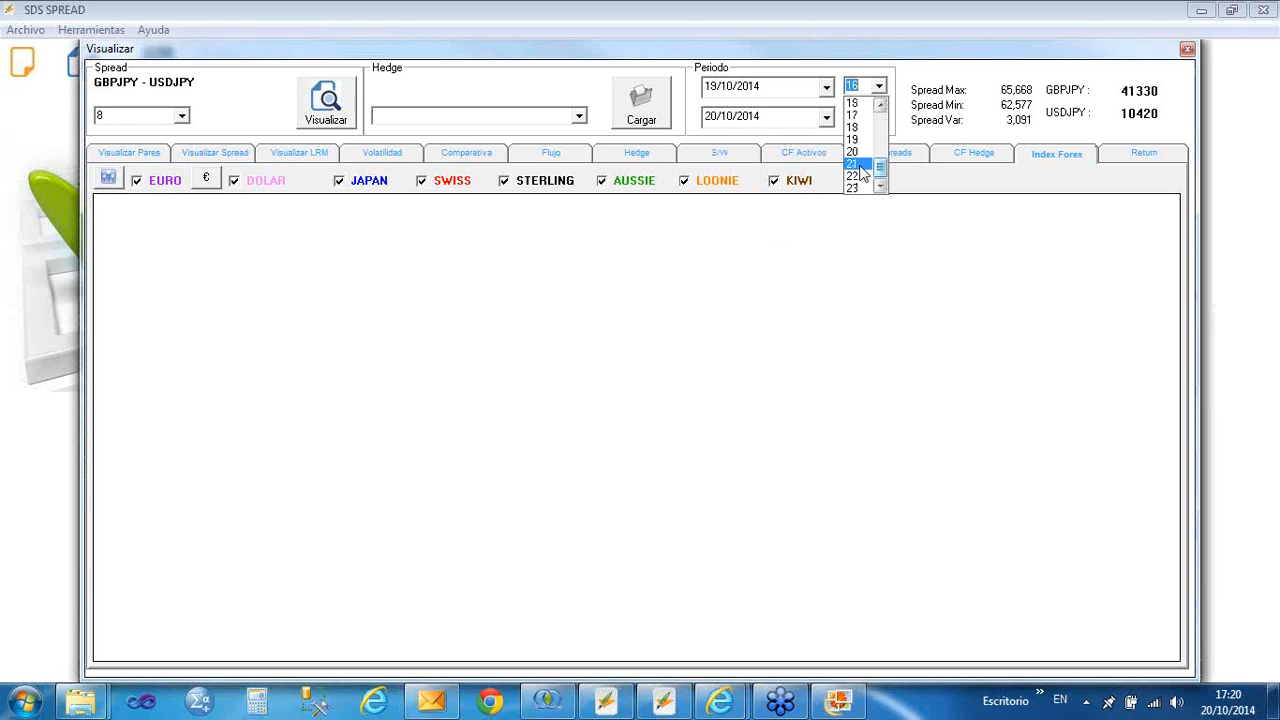 SDS SPREAD
Archivo Herramientas Ayuda
Visualizar
Spread
GBPJPY - USDJPY
8
Visualizar
Hedge
Cargar
Periodo
19/10/2014
20/10/2014
16
17
18
19
20
21
22
23
Spread Max: 65,668
Spread Min: 62,577
Spread Var: 3,091
GBPJPY : 41330
USDJPY : 10420
Visualizar Pares Visualizar Spread Visualizar LRM Volatilidad Comparativa Flujo Hedge S/W CF Activos reads CF Hedge Index Forex Return
EURO € DOLAR JAPAN SWISS STERLING AUSSIE LOONIE KIWI
Escritorio » EN 17:20
20/10/2014